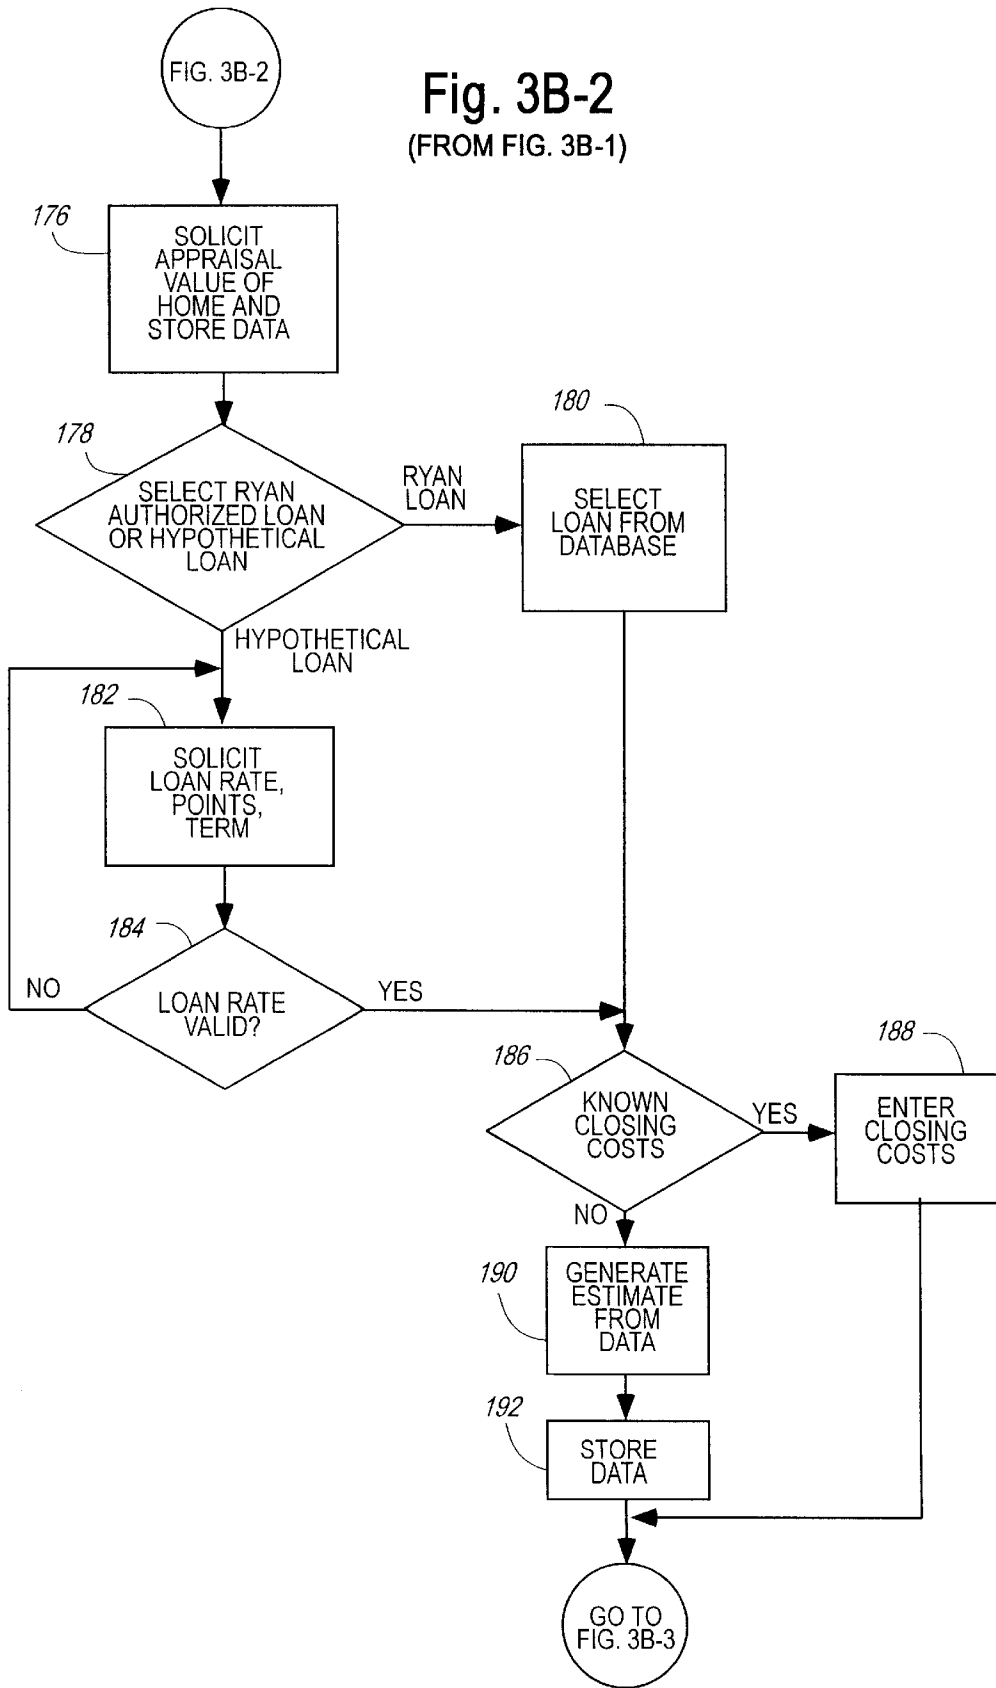 FIG. 3B-2
Fig. 3B-2
(FROM FIG. 3B-1)
176
SOLICIT
APPRAISAL
VALUE OF
HOME AND
STORE DATA
178
SELECT RYAN
AUTHORIZED LOAN
OR HYPOTHETICAL
LOAN
RYAN
LOAN
180
SELECT
LOAN FROM
DATABASE
HYPOTHETICAL
LOAN
182
SOLICIT
LOAN RATE,
POINTS,
TERM
184
NO
LOAN RATE
VALID?
YES
186
KNOWN
CLOSING
COSTS
YES
188
ENTER
CLOSING
COSTS
NO
190
GENERATE
ESTIMATE
FROM
DATA
192
STORE
DATA
GO TO
FIG. 3B-3